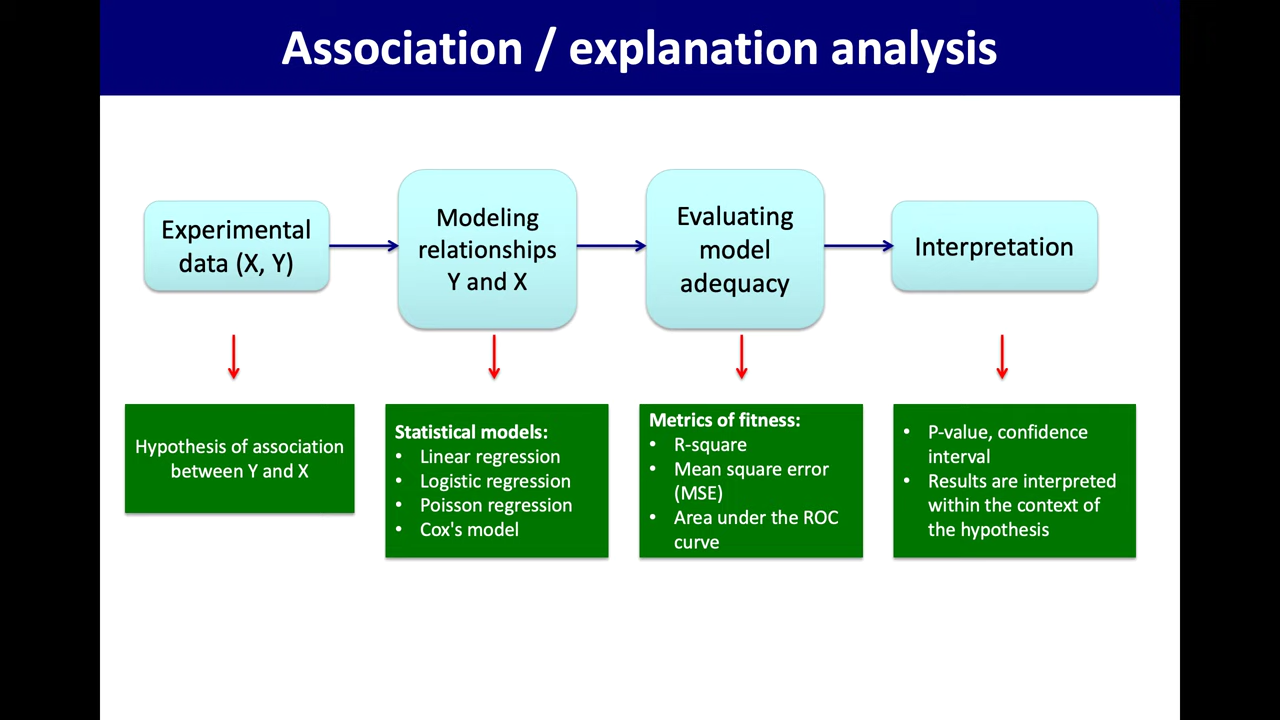 Association / explanation analysis
Experimental
data (X, Y)
Modeling
relationships
Y and X
Evaluating
model
adequacy
Interpretation
Hypothesis of association
between Y and X
Statistical models:
• Linear regression
• Logistic regression
• Poisson regression
• Cox's model
Metrics of fitness:
• R-square
• Mean square error
(MSE)
• Area under the ROC
curve
• P-value, confidence
interval
• Results are interpreted
within the context of
the hypothesis